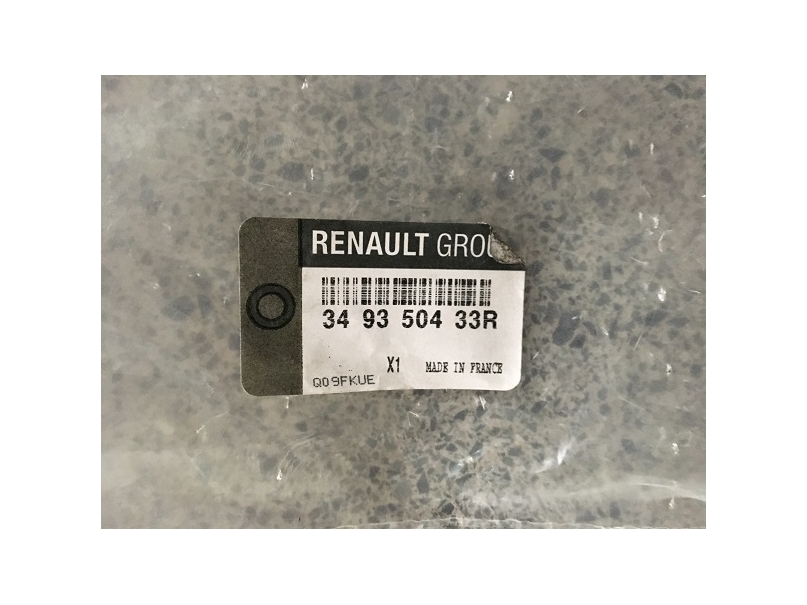 RENAULT GROU
34 93 504 33R
X1 MADE IN FRANCE
Q09FKUE